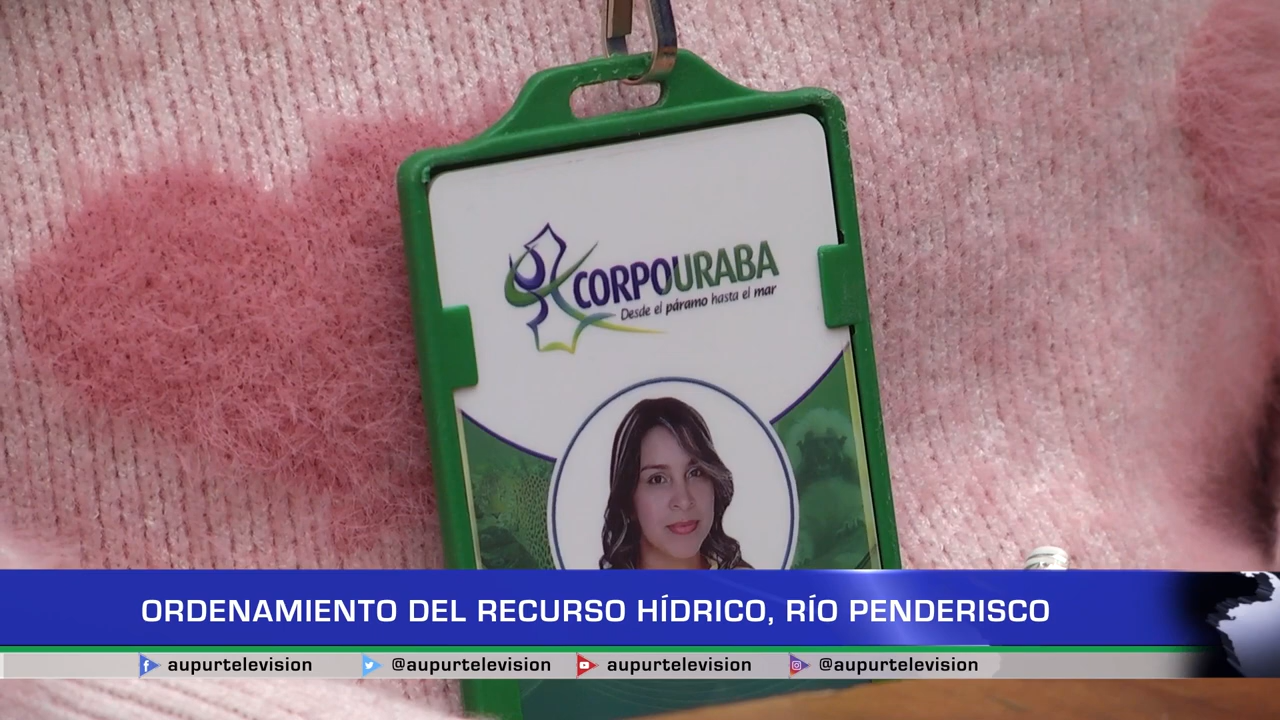 CORPOURABA
Desde el páramo hasta el mar
ORDENAMIENTO DEL RECURSO HÍDRICO, RÍO PENDERISCO
aupurtelevision @aupurtelevision aupurtelevision @aupurtelevision